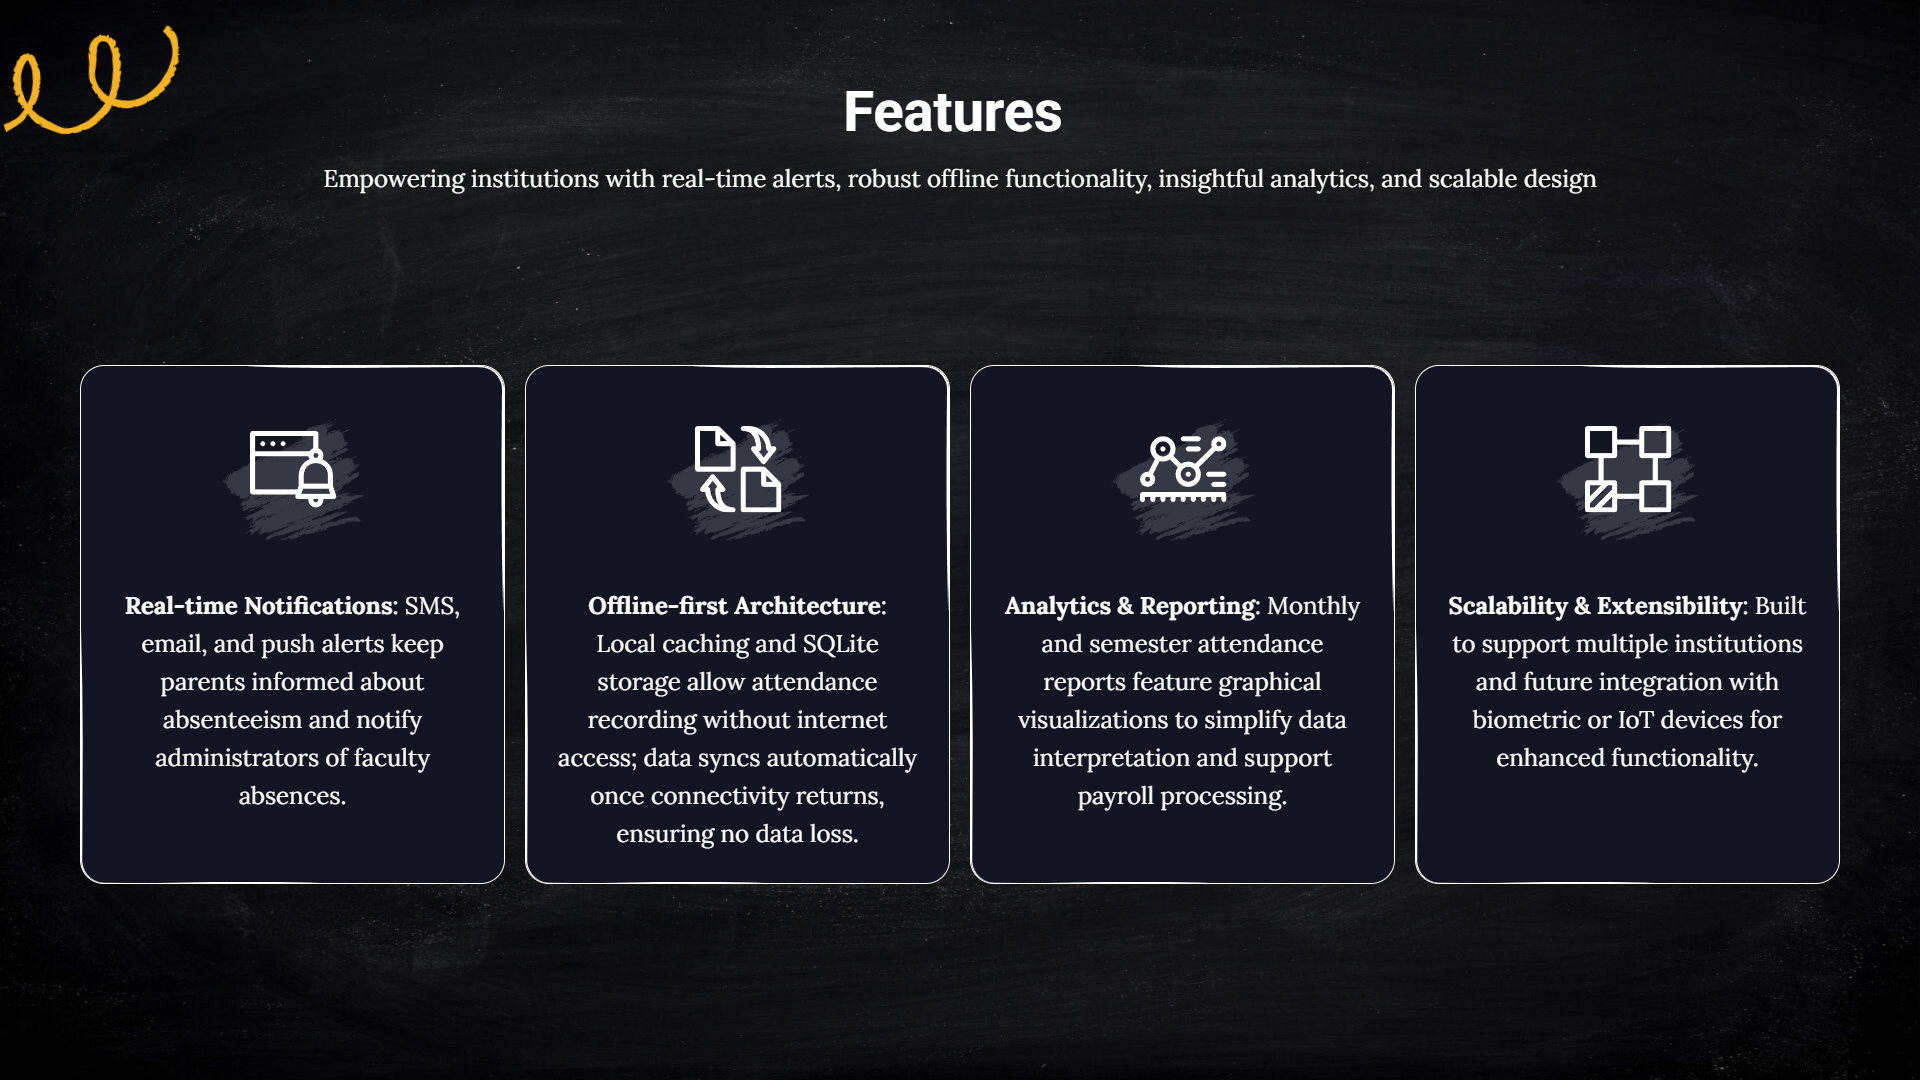 Features
Empowering institutions with real-time alerts, robust offline functionality, insightful analytics, and scalable design
Real-time Notifications: SMS,
email, and push alerts keep
parents informed about
absenteeism and notify
administrators of faculty
absences.
Offline-first Architecture:
Local caching and SQLite
storage allow attendance
recording without internet
access; data syncs automatically
once connectivity returns,
ensuring no data loss.
Analytics & Reporting: Monthly
and semester attendance
reports feature graphical
visualizations to simplify data
interpretation and support
payroll processing.
Scalability & Extensibility: Built
to support multiple institutions
and future integration with
biometric or IoT devices for
enhanced functionality.